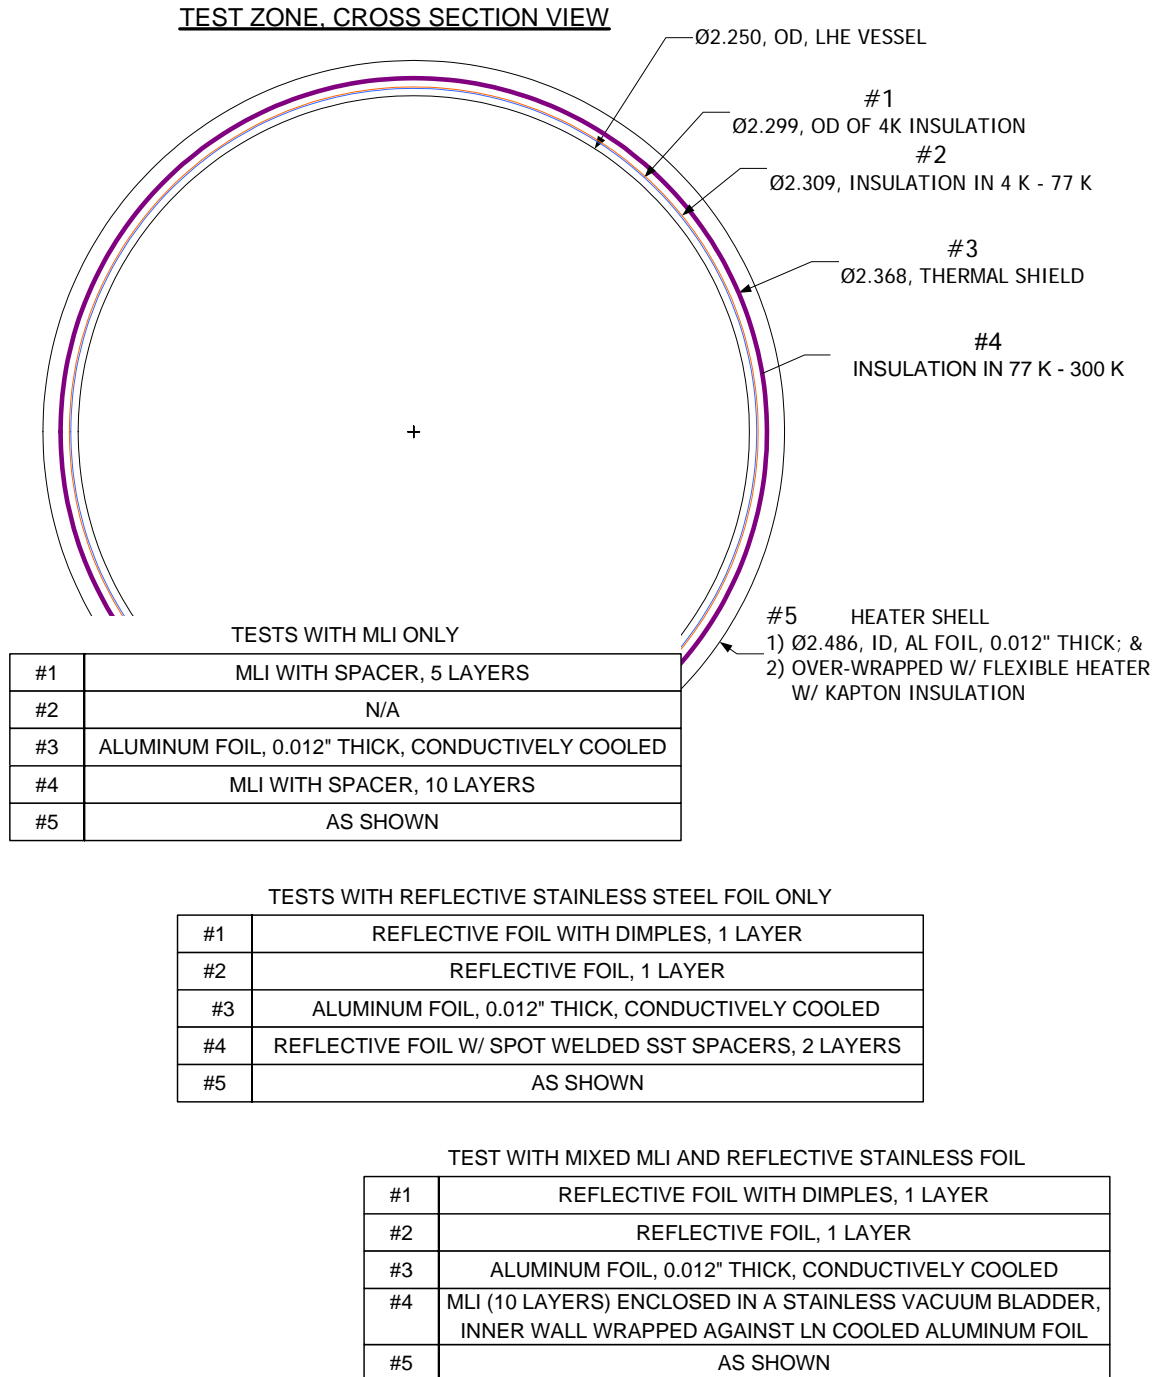 TEST ZONE, CROSS SECTION VIEW
Ø2.250, OD, LHE VESSEL
#1
Ø2.299, OD OF 4K INSULATION
#2
Ø2.309, INSULATION IN 4 K - 77 K
#3
Ø2.368, THERMAL SHIELD
#4
INSULATION IN 77 K - 300 K
#5 HEATER SHELL
1) Ø2.486, ID, AL FOIL, 0.012" THICK; &
2) OVER-WRAPPED W/ FLEXIBLE HEATER
W/ KAPTON INSULATION
TESTS WITH MLI ONLY
#1 MLI WITH SPACER, 5 LAYERS
#2 N/A
#3 ALUMINUM FOIL, 0.012" THICK, CONDUCTIVELY COOLED
#4 MLI WITH SPACER, 10 LAYERS
#5 AS SHOWN
TESTS WITH REFLECTIVE STAINLESS STEEL FOIL ONLY
#1 REFLECTIVE FOIL WITH DIMPLES, 1 LAYER
#2 REFLECTIVE FOIL, 1 LAYER
#3 ALUMINUM FOIL, 0.012" THICK, CONDUCTIVELY COOLED
#4 REFLECTIVE FOIL W/ SPOT WELDED SST SPACERS, 2 LAYERS
#5 AS SHOWN
TEST WITH MIXED MLI AND REFLECTIVE STAINLESS FOIL
#1 REFLECTIVE FOIL WITH DIMPLES, 1 LAYER
#2 REFLECTIVE FOIL, 1 LAYER
#3 ALUMINUM FOIL, 0.012" THICK, CONDUCTIVELY COOLED
#4 MLI (10 LAYERS) ENCLOSED IN A STAINLESS VACUUM BLADDER,
INNER WALL WRAPPED AGAINST LN COOLED ALUMINUM FOIL
#5 AS SHOWN